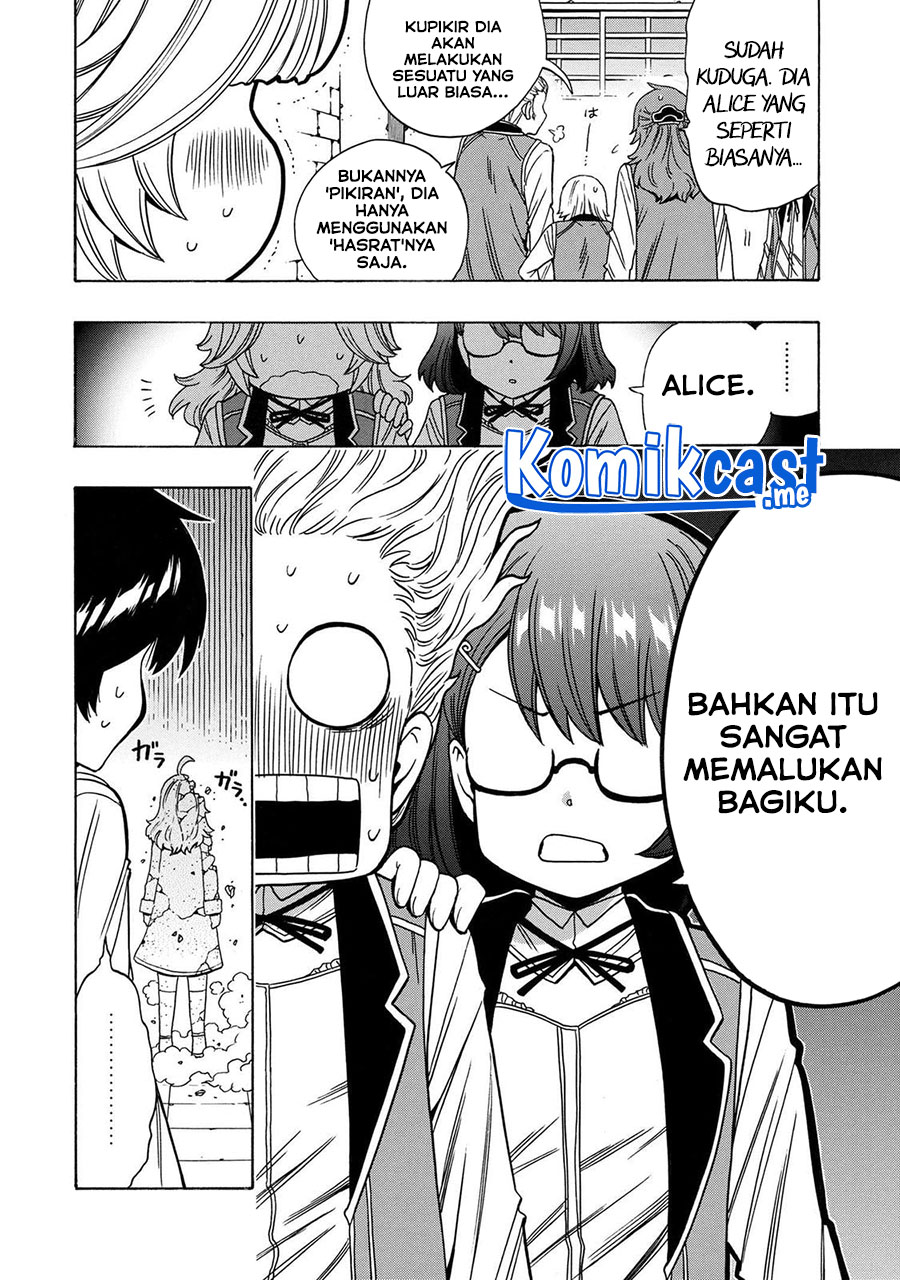 SUDAH
KUDUGA. DIA
ALICE YANG
SEPERTI
BIASANYA...
KUPIKIR DIA
AKAN
MELAKUKAN
SESUATU YANG
LUAR BIASA...
は
BUKANNYA
'PIKIRAN', DIA
HANYA
MENGGUNAKAN
'HASRAT'NYA
SAJA.
.........
ALICE.
Komikcast
.me
BAHKAN ITU
SANGAT
MEMALUKAN
BAGIKU.
ガラ
ガラ..
.........